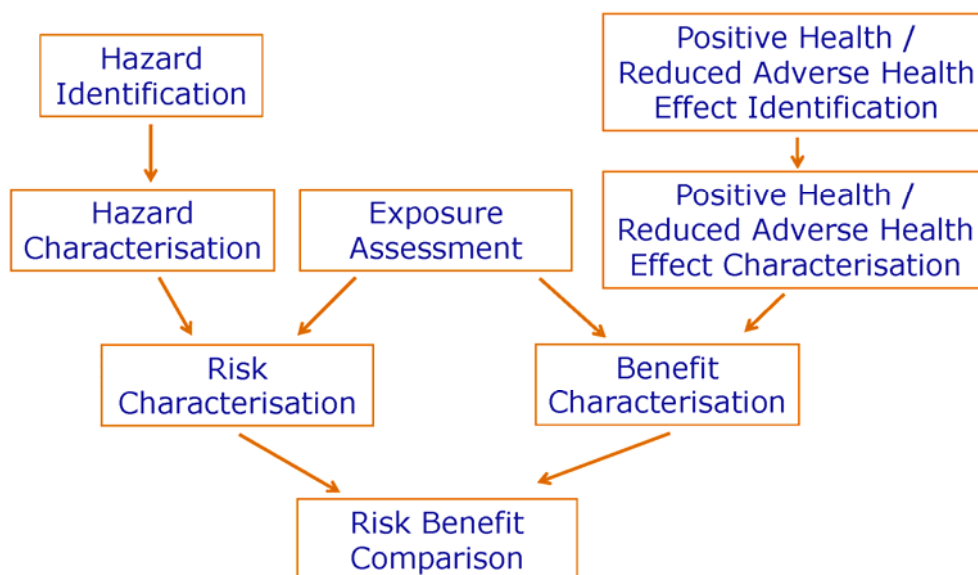 Hazard
Identification
Positive Health /
Reduced Adverse Health
Effect Identification
Hazard
Characterisation
Exposure
Assessment
Positive Health /
Reduced Adverse Health
Effect Characterisation
Risk
Characterisation
Benefit
Characterisation
Risk Benefit
Comparison